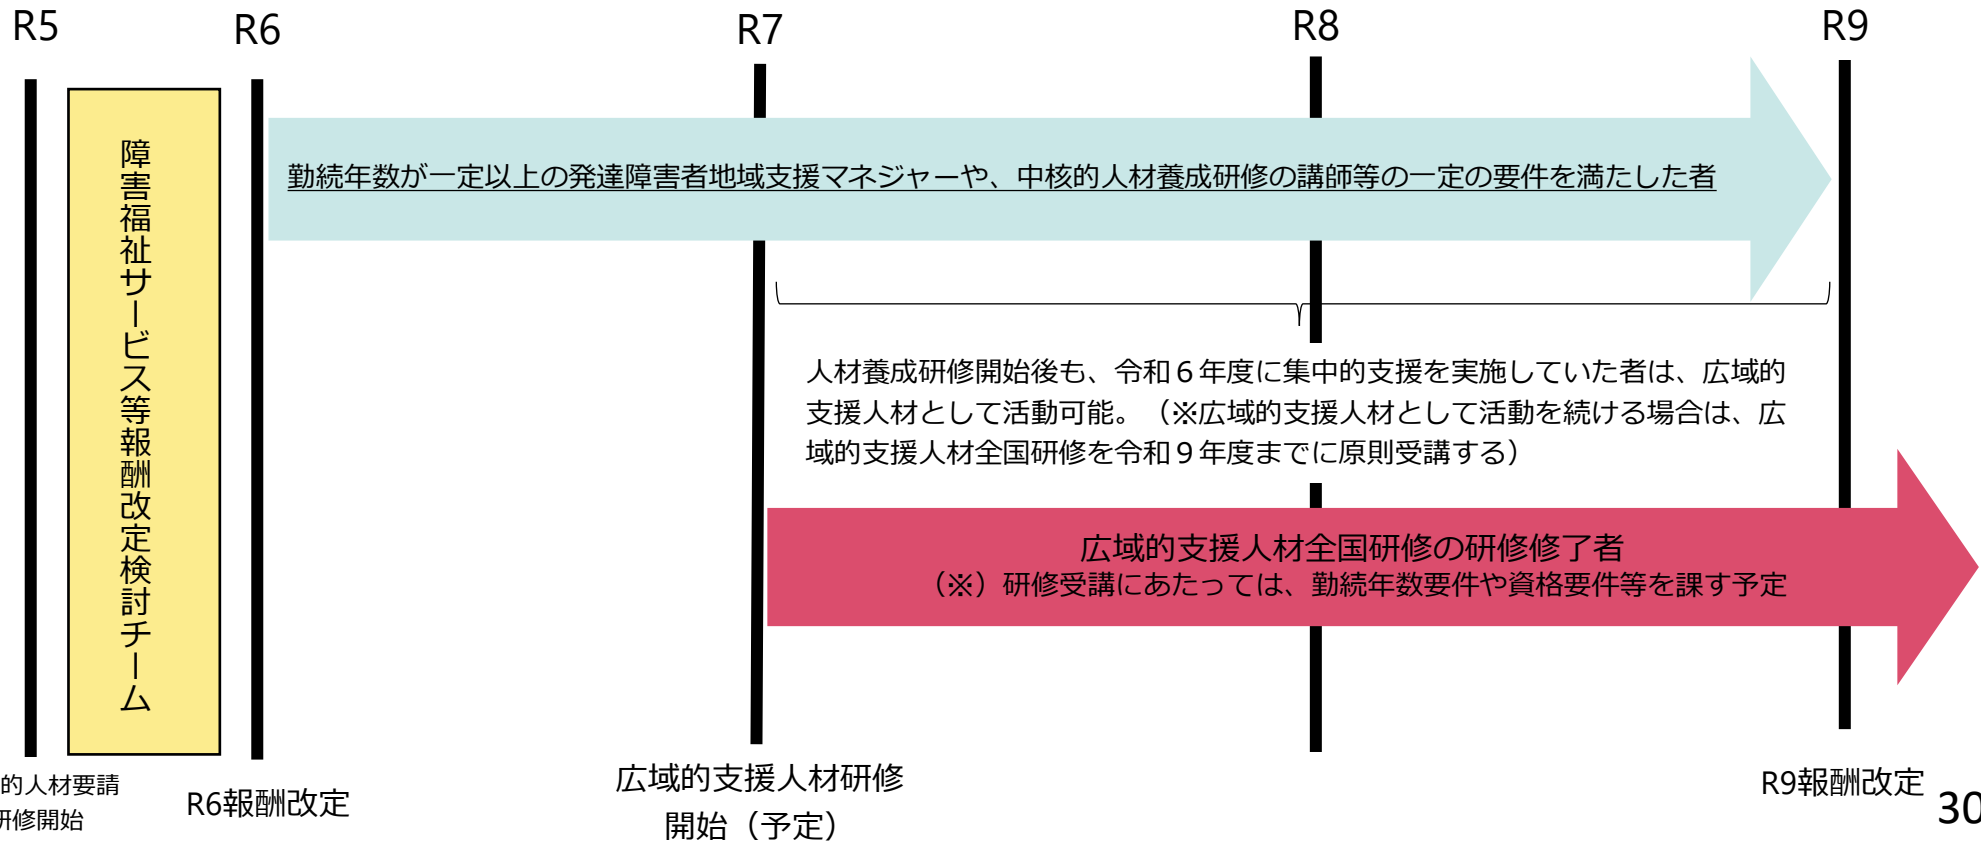 R5
R6
R7
R8
R9
障害福祉サービス等報酬改定検討チーム
勤続年数が一定以上の発達障害者地域支援マネジャーや、中核的人材養成研修の講師等の一定の要件を満たした者
人材養成研修開始後も、令和６年度に集中的支援を実施していた者は、広域的
支援人材として活動可能。（※広域的支援人材として活動を続ける場合は、広
域的支援人材全国研修を令和９年度までに原則受講する）
広域的支援人材全国研修の研修修了者
（※）研修受講にあたっては、勤続年数要件や資格要件等を課す予定
的人材要請
研修開始
R6報酬改定
広域的支援人材研修
開始（予定）
R9報酬改定
30